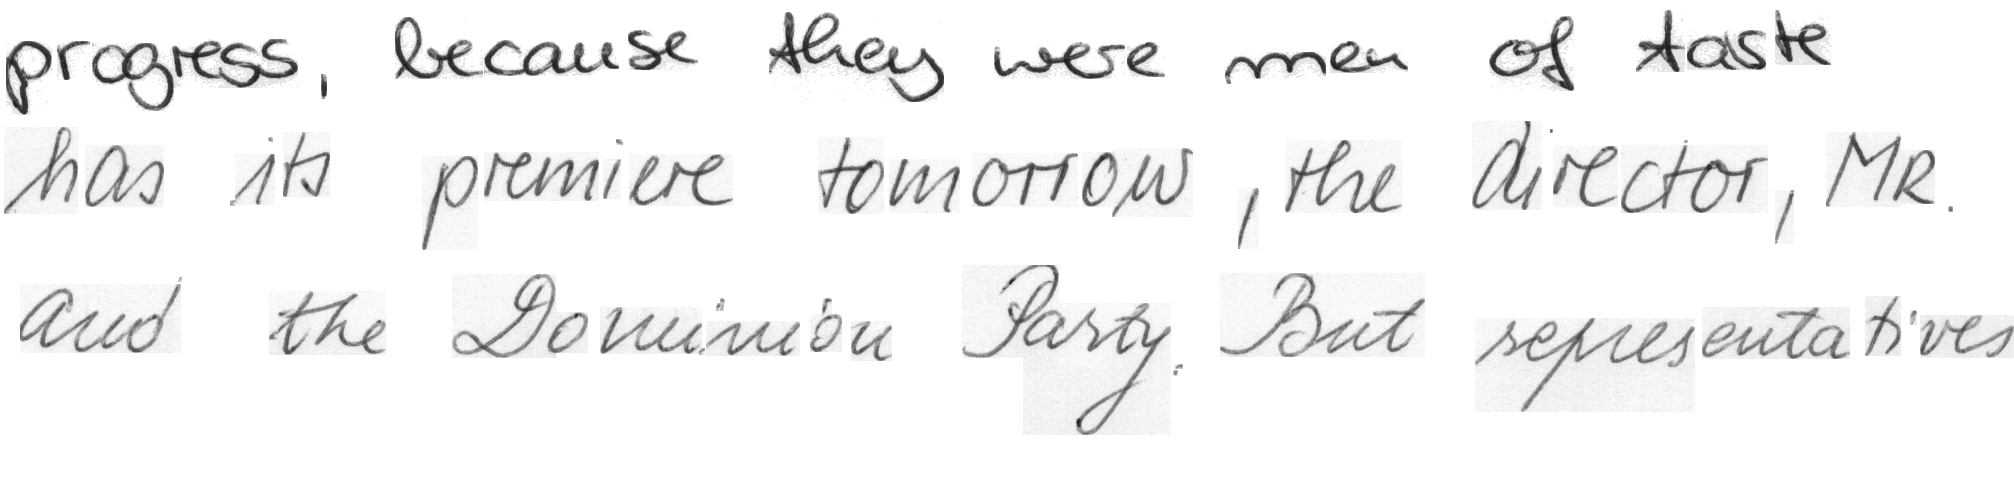 progress, because they were men of taste
has its premiere tomorrow, the director, Mr.
and the Dominion Party. But representatives